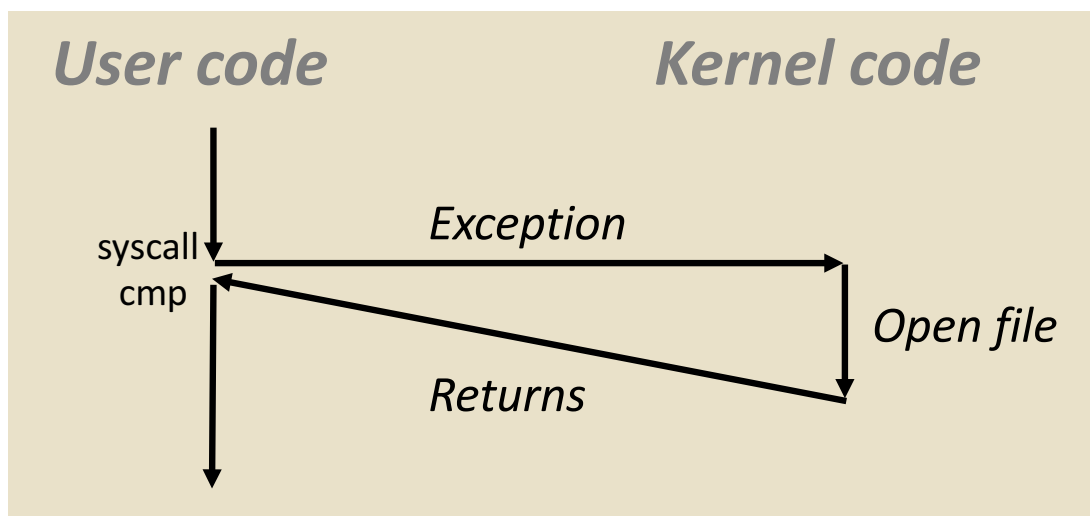 User code
Kernel code
Exception
syscall
cmp
Open file
Returns